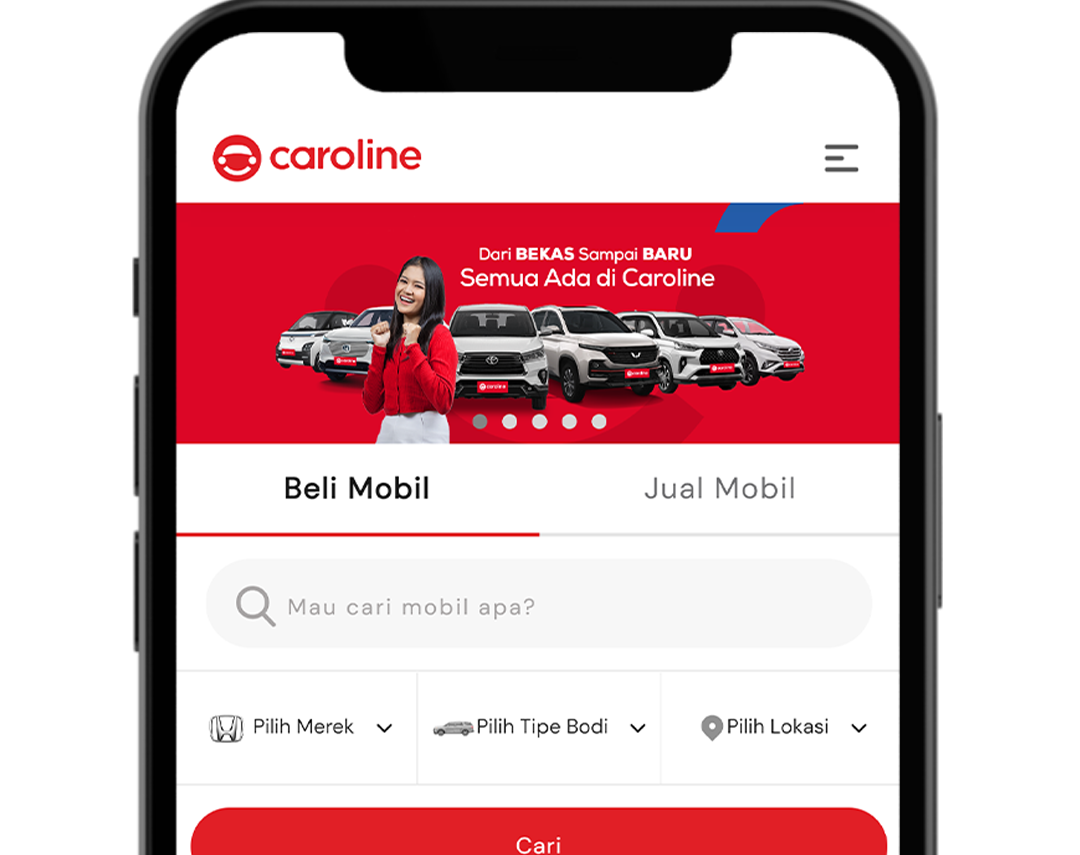 caroline
Dari BEKAS Sampai BARU
Semua Ada di Caroline
Beli Mobil
Jual Mobil
Mau cari mobil apa?
Pilih Merek
Pilih Tipe Bodi
Pilih Lokasi
Cari